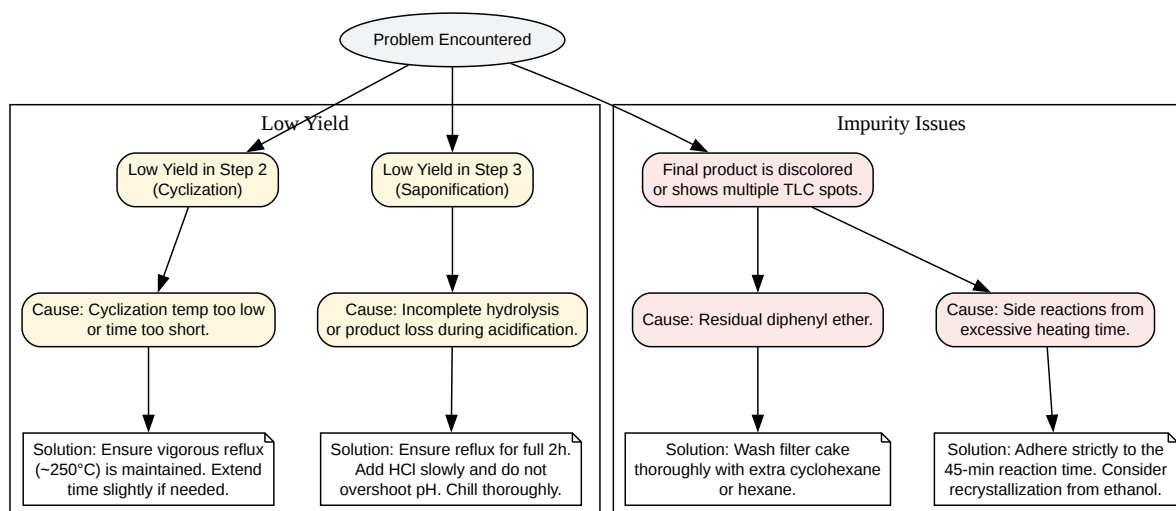 Problem Encountered
Low Yield
Impurity Issues
Low Yield in Step 2
(Cyclization)
Low Yield in Step 3
(Saponification)
Final product is discolored
or shows multiple TLC spots.
Cause: Cyclization temp too low
or time too short.
Cause: Incomplete hydrolysis
or product loss during acidification.
Cause: Residual diphenyl ether.
Cause: Side reactions from
excessive heating time.
Solution: Ensure vigorous reflux
(~250°C) is maintained. Extend
time slightly if needed.
Solution: Ensure reflux for full 2h.
Add HCl slowly and do not
overshoot pH. Chill thoroughly.
Solution: Wash filter cake
thoroughly with extra cyclohexane
or hexane.
Solution: Adhere strictly to the
45-min reaction time. Consider
recrystallization from ethanol.